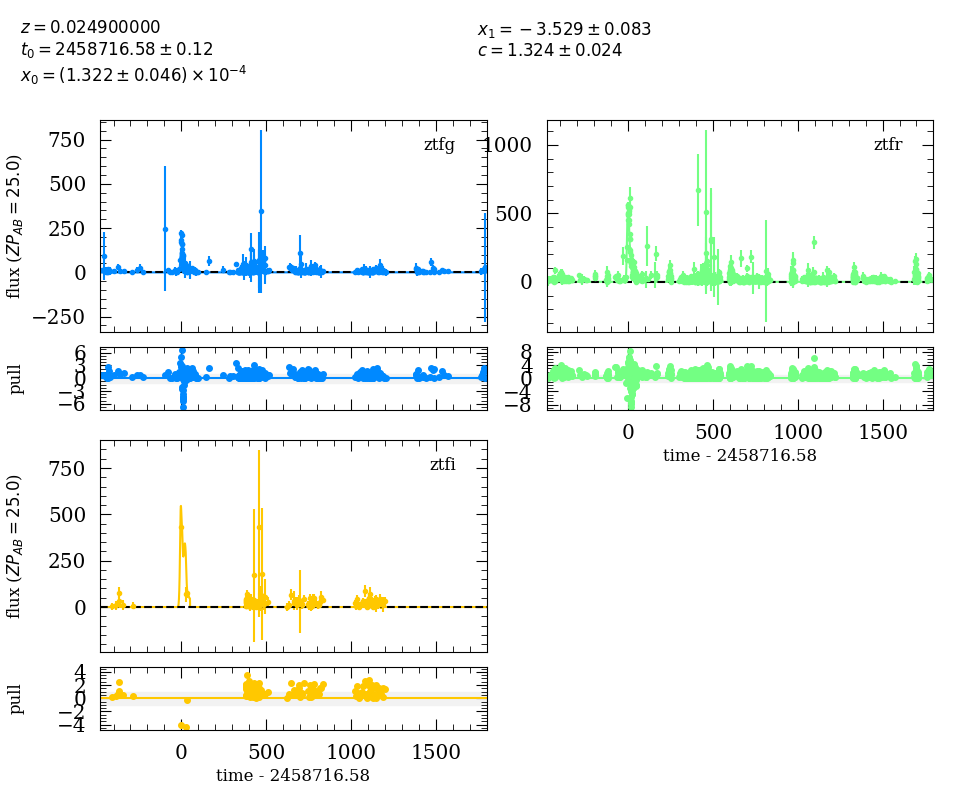 z = 0.024900000
t₀ = 2458716.58 ± 0.12
x₀ = (1.322 ± 0.046) × 10⁻⁴
x₁ = −3.529 ± 0.083
c = 1.324 ± 0.024
ztfg
flux (ZP_AB = 25.0)
750
500
250
0
−250
pull
6
3
0
−3
−6
ztfr
1000
500
0
8
4
0
−4
−8
0 500 1000 1500
time - 2458716.58
ztfi
flux (ZP_AB = 25.0)
750
500
250
0
pull
4
2
0
−2
−4
0 500 1000 1500
time - 2458716.58